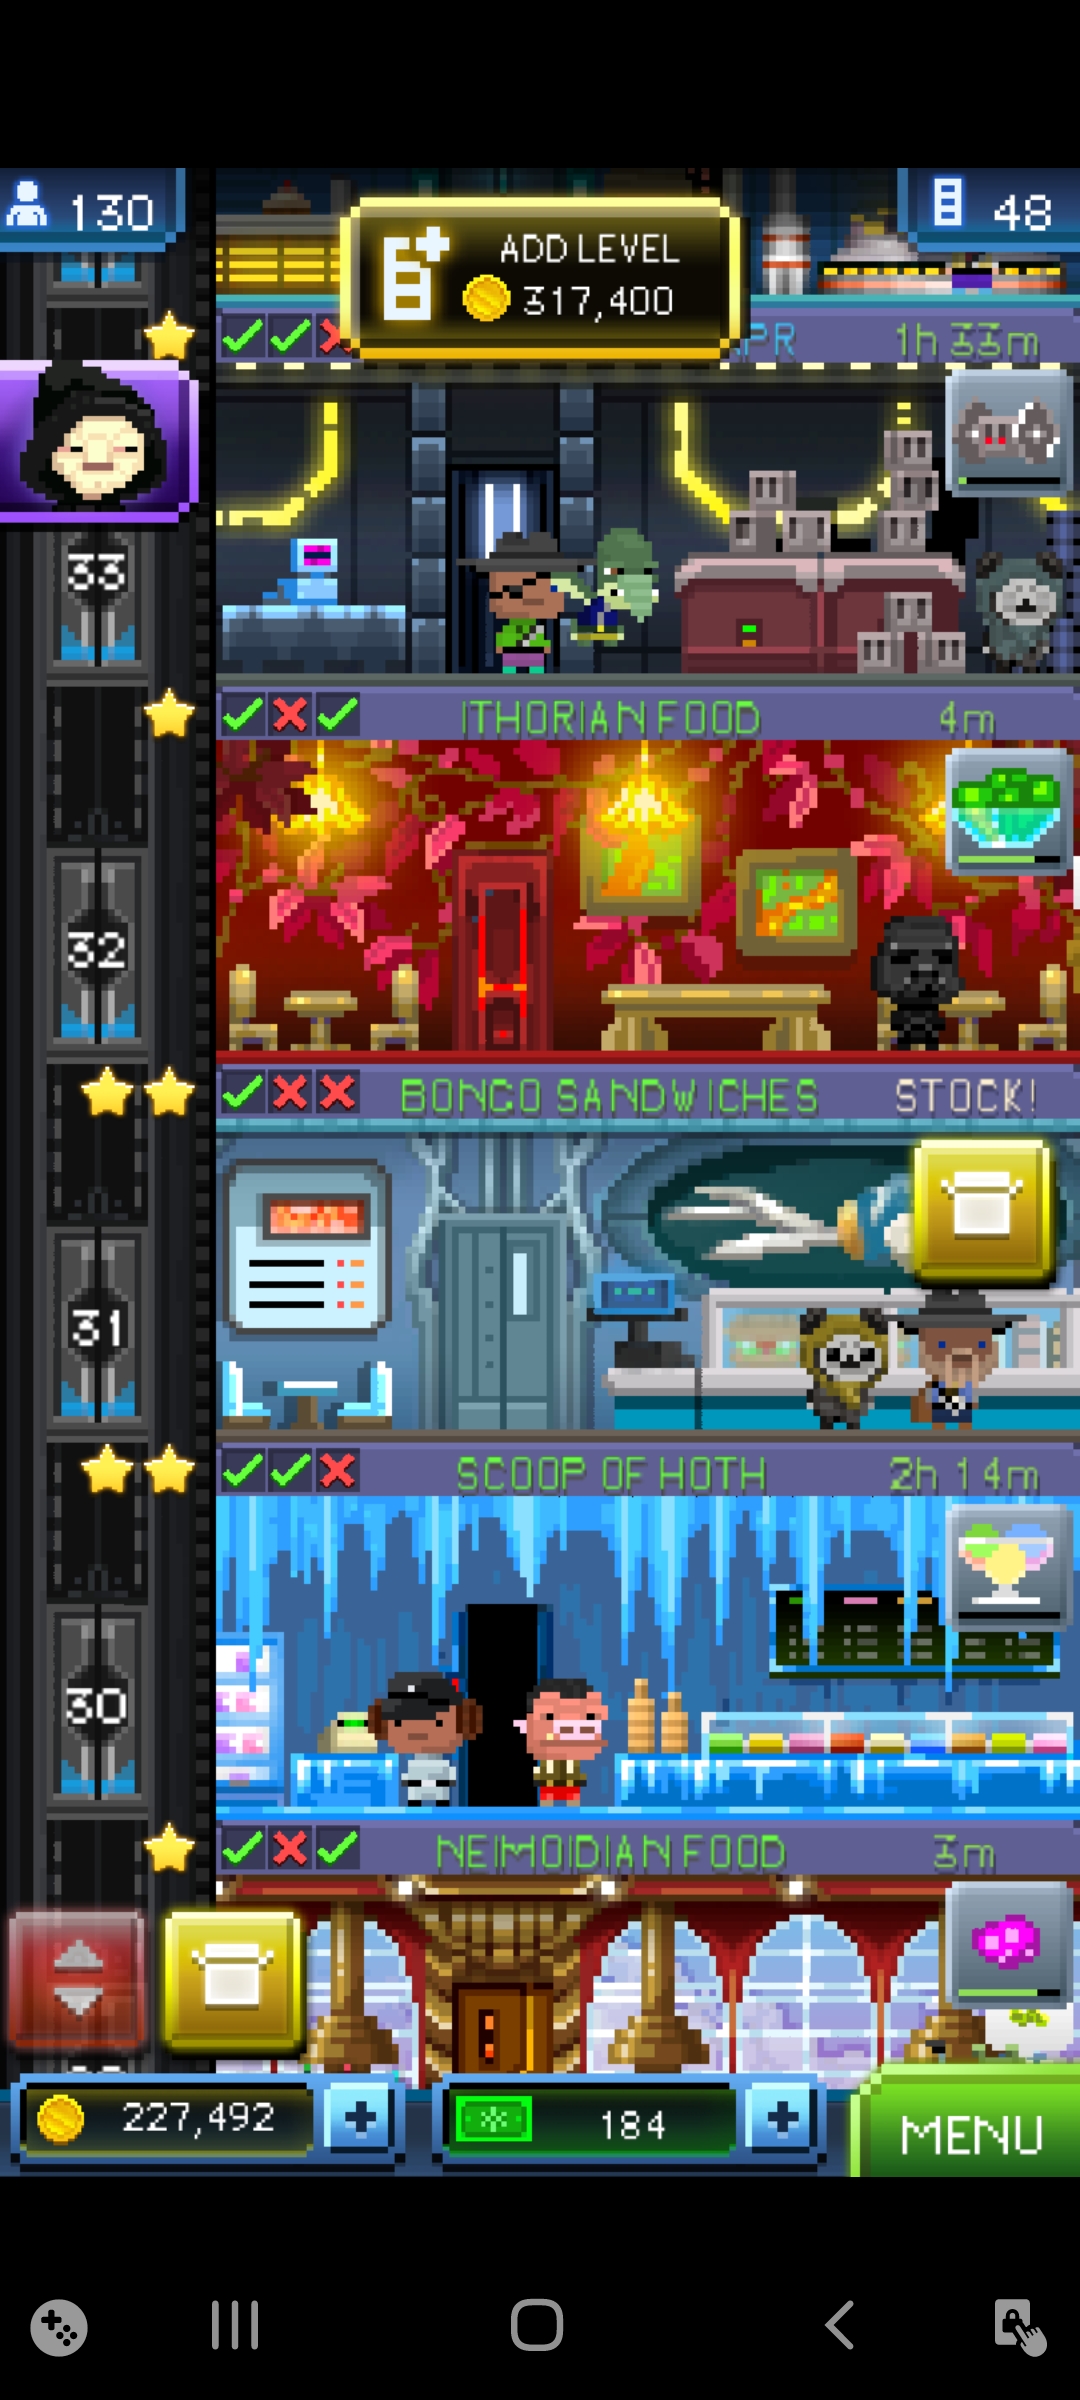 130
48
ADD LEVEL
317,400
1h 33m
33
ITHORIAN FOOD
4m
32
BONGO SANDWICHES
STOCK!
31
SCOOP OF HOTH
2h 14m
30
NEIMOIDIAN FOOD
3m
227,492
184
MENU